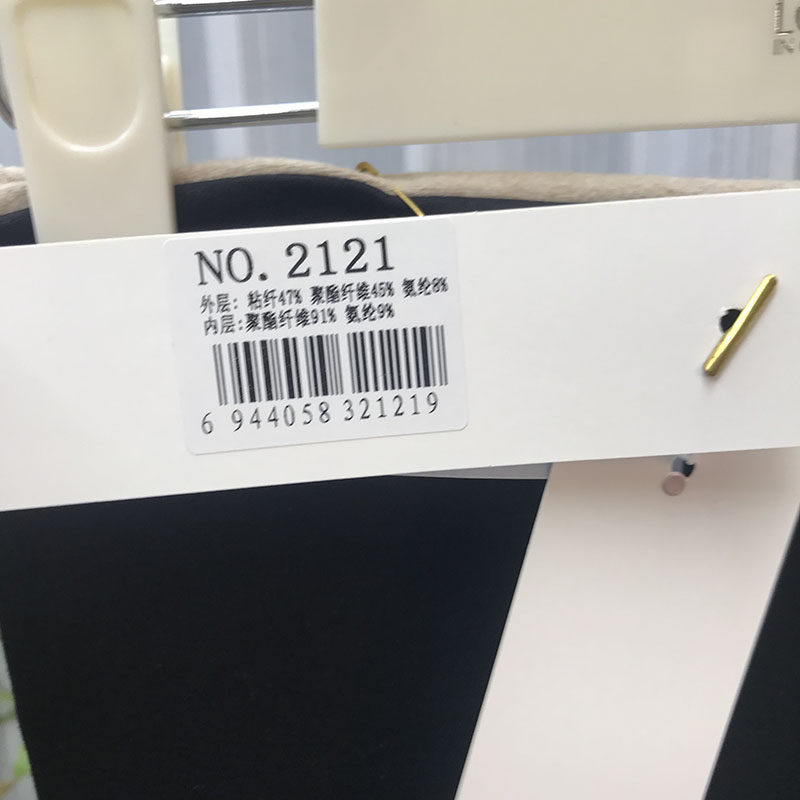 NO. 2121
外层: 粘纤47% 聚酯纤维45% 氨纶8%
内层:聚酯纤维91% 氨纶9%
6 944058 321219